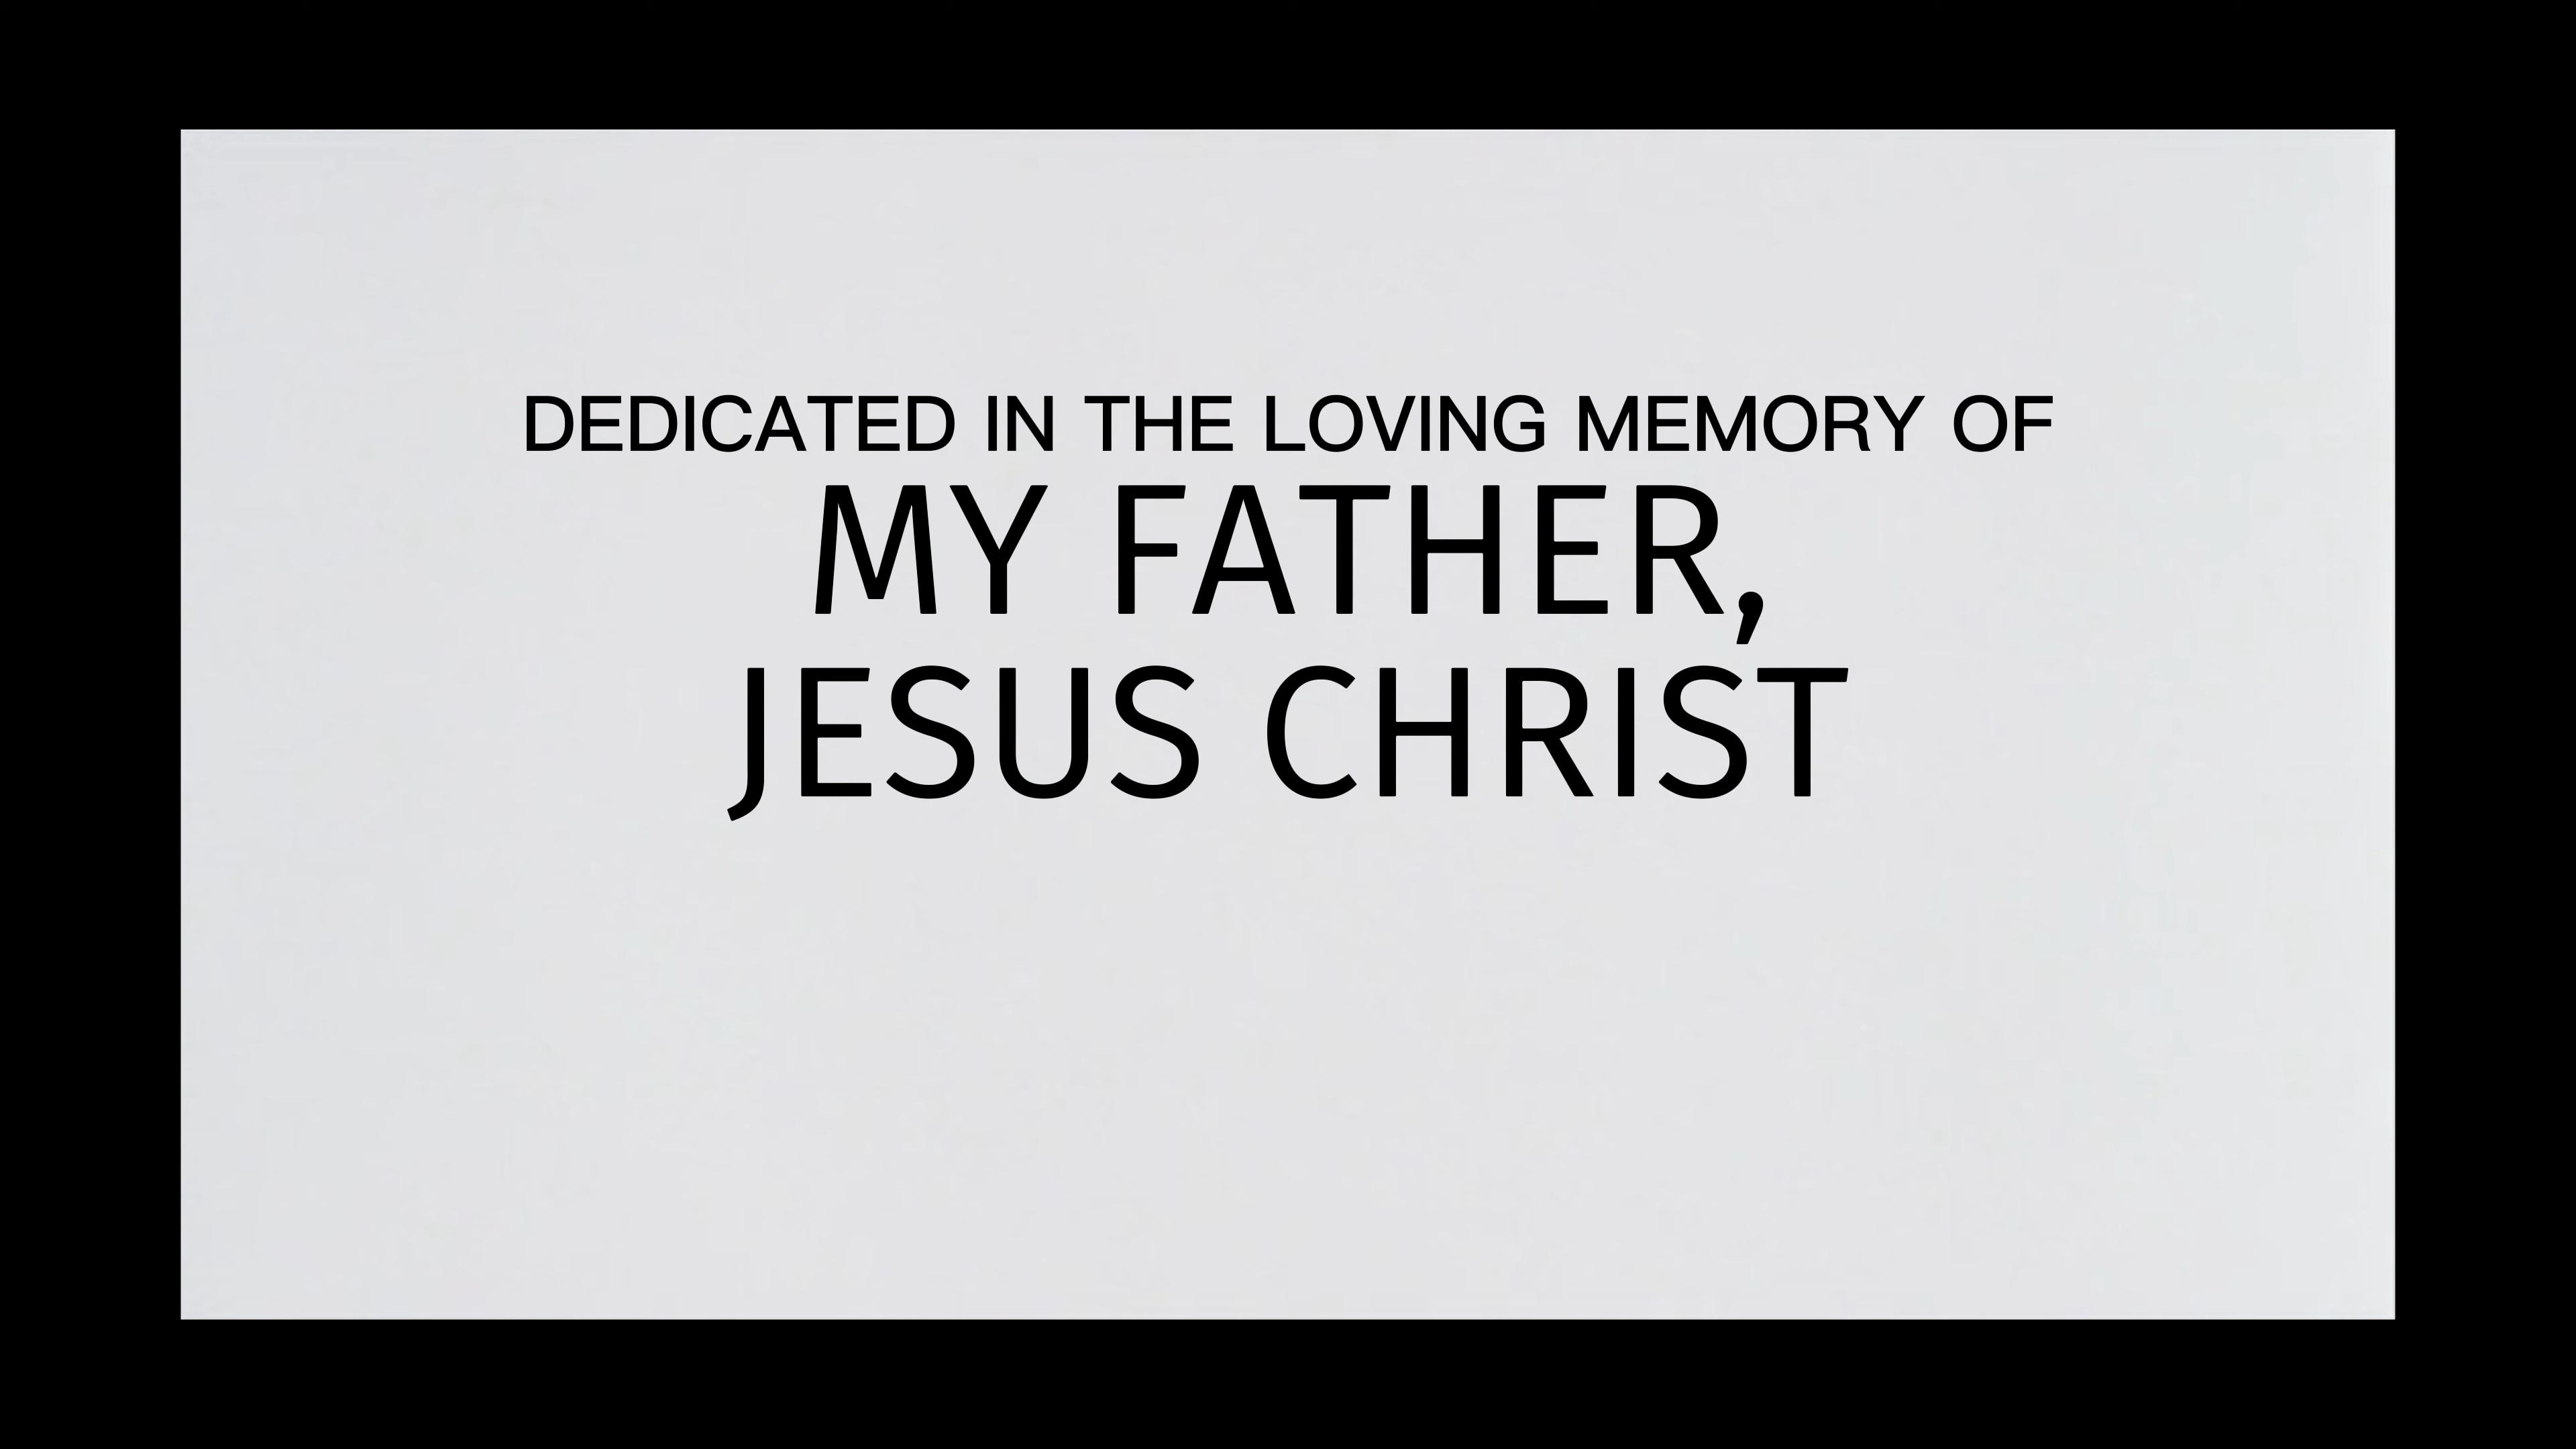 DEDICATED IN THE LOVING MEMORY OF
MY FATHER,
JESUS CHRIST